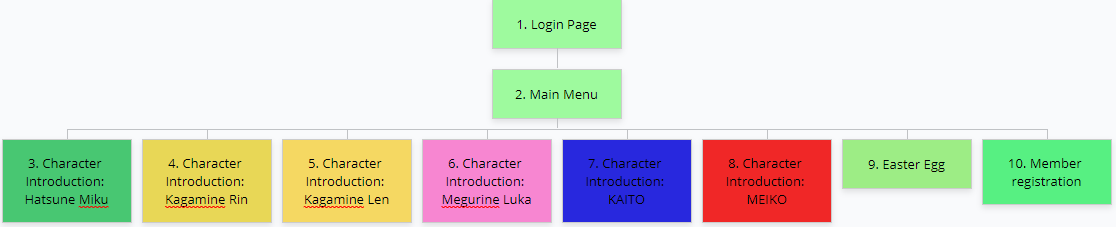 1. Login Page
2. Main Menu
3. Character
Introduction:
Hatsune Miku
4. Character
Introduction:
Kagamine Rin
5. Character
Introduction:
Kagamine Len
6. Character
Introduction:
Megurine Luka
7. Character
Introduction:
KAITO
8. Character
Introduction:
MEIKO
9. Easter Egg
10. Member
registration